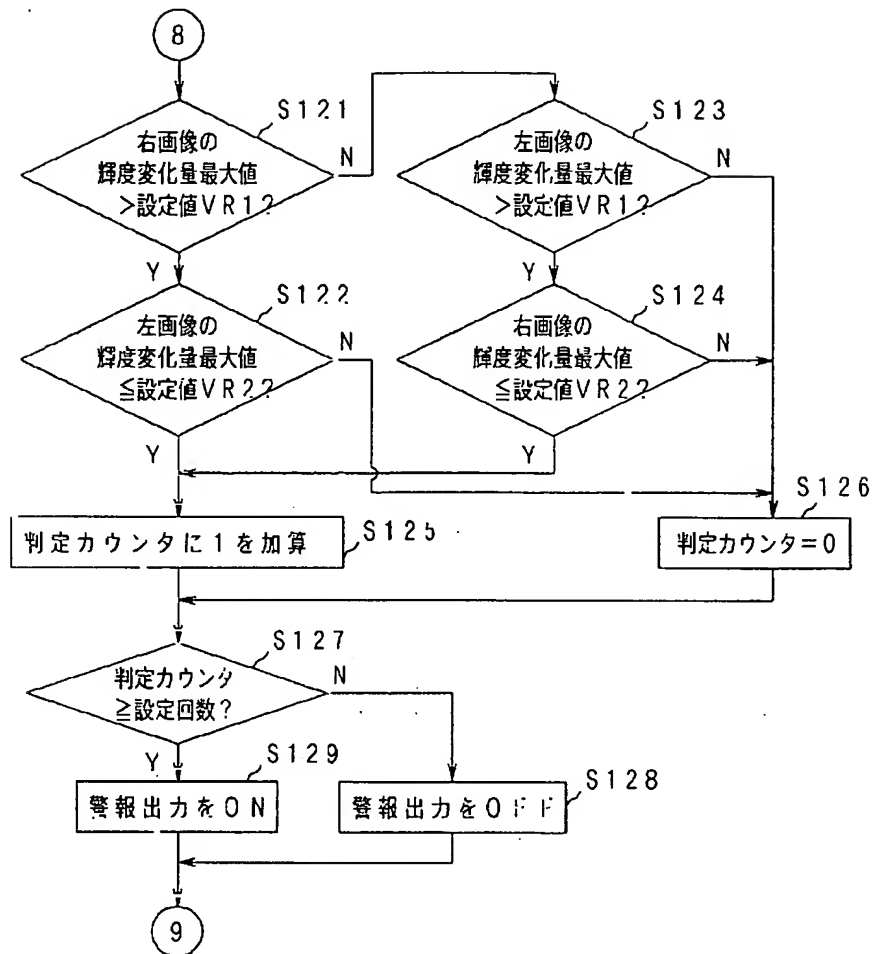 8
S121
右画像の
輝度変化量最大値
>設定値VR1?
N
Y
S123
左画像の
輝度変化量最大値
>設定値VR1?
N
Y
S122
左画像の
輝度変化量最大値
≦設定値VR2?
N
Y
S124
右画像の
輝度変化量最大値
≦設定値VR2?
N
Y
S125
判定カウンタに1を加算
S126
判定カウンタ=0
S127
判定カウンタ
≧設定回数?
N
Y
S129
警報出力をON
S128
警報出力をOFF
9